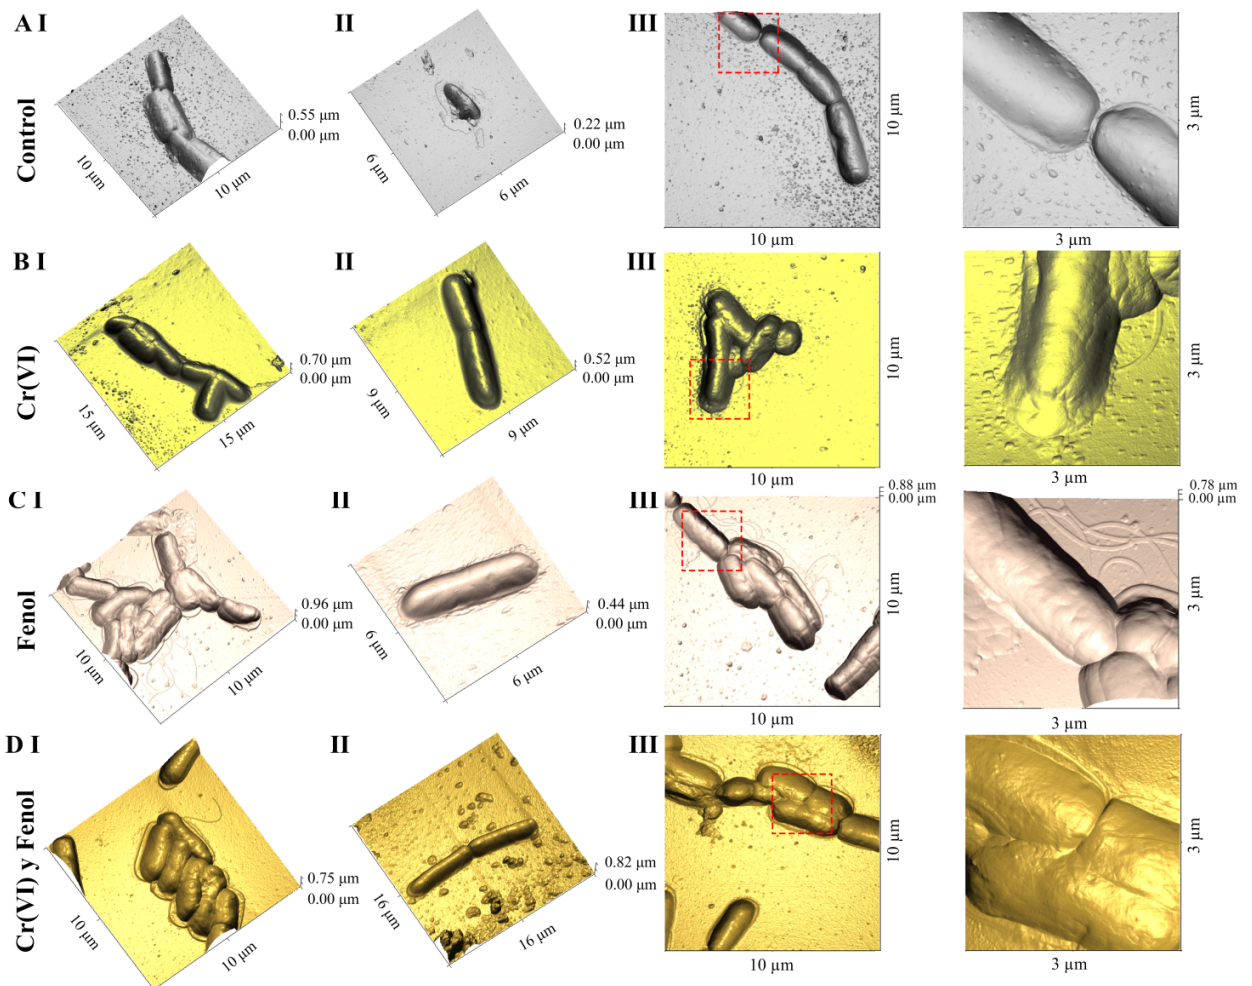 A I
II
III
Control
0.55 µm
0.00 µm
10 µm
10 µm
0.22 µm
0.00 µm
6 µm
6 µm
10 µm
10 µm
3 µm
3 µm
B I
II
III
Cr(VI)
0.70 µm
0.00 µm
15 µm
15 µm
0.52 µm
0.00 µm
9 µm
9 µm
10 µm
10 µm
3 µm
3 µm
C I
II
III
Fenol
0.96 µm
0.00 µm
10 µm
10 µm
0.44 µm
0.00 µm
6 µm
6 µm
0.88 µm
0.00 µm
10 µm
10 µm
0.78 µm
0.00 µm
3 µm
3 µm
D I
II
III
Cr(VI) y Fenol
0.75 µm
0.00 µm
10 µm
10 µm
0.82 µm
0.00 µm
16 µm
16 µm
10 µm
10 µm
3 µm
3 µm